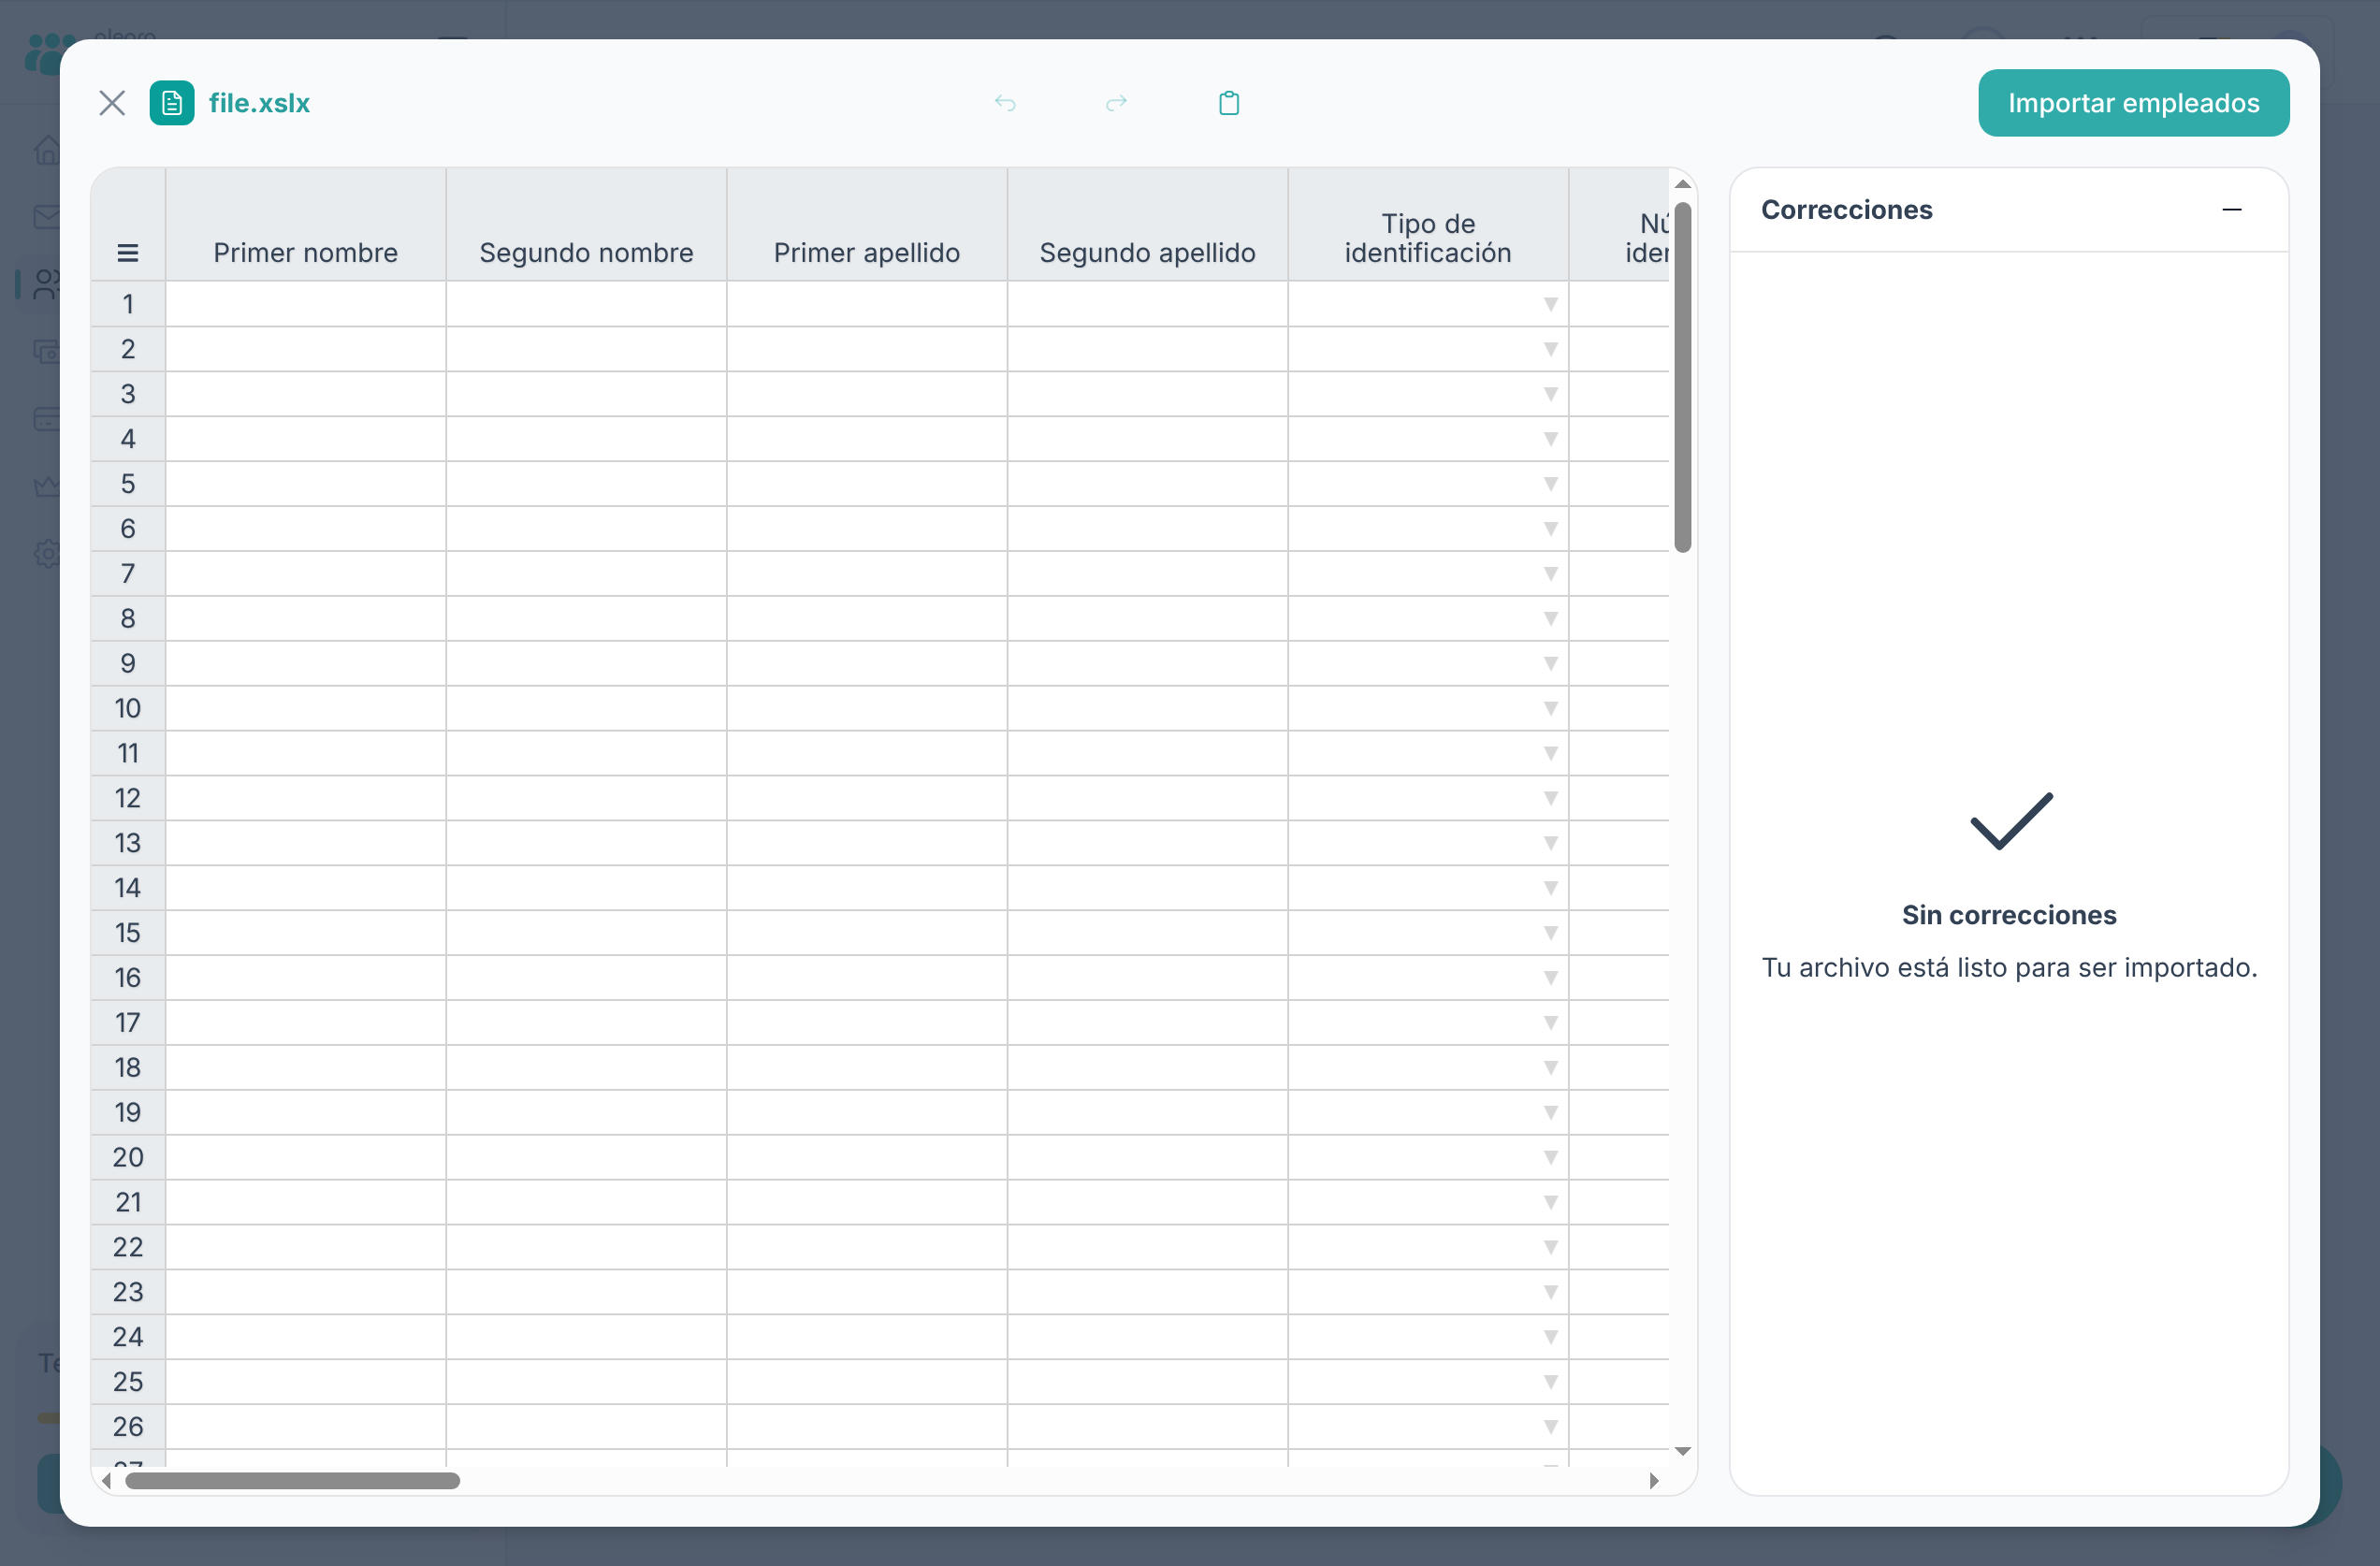 file.xslx
Importar empleados
Primer nombre
Segundo nombre
Primer apellido
Segundo apellido
Tipo de
identificación
Correcciones
1
2
3
4
5
6
7
8
9
10
11
12
13
14
15
16
17
18
19
20
21
22
23
24
25
26
Sin correcciones
Tu archivo está listo para ser importado.